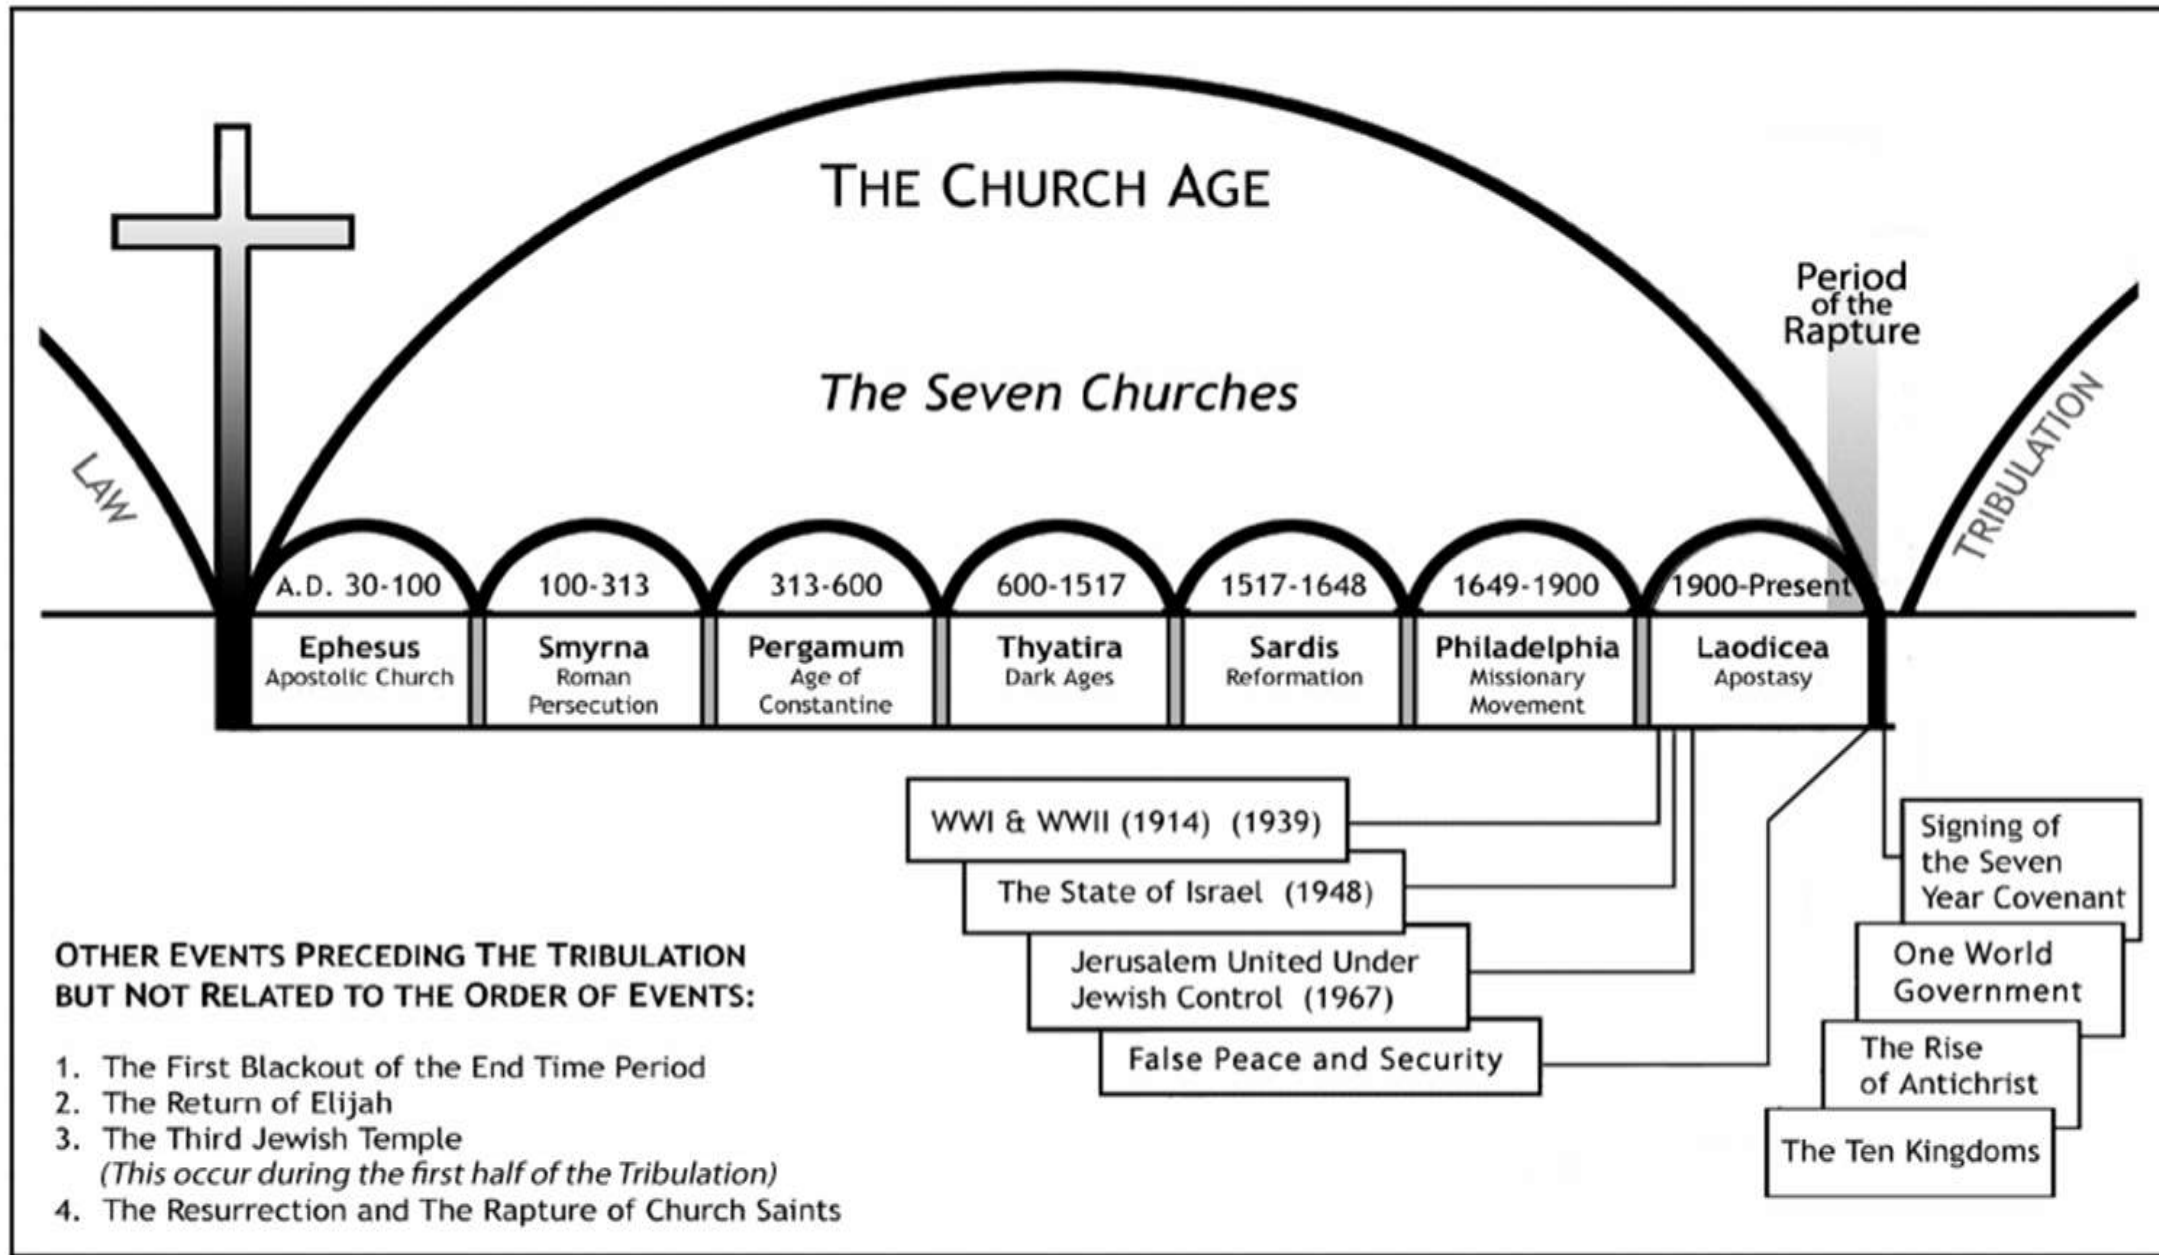 THE CHURCH AGE
Period
of the
Rapture
The Seven Churches
LAW
TRIBULATION
A.D. 30-100
100-313
313-600
600-1517
1517-1648
1649-1900
1900-Present
Ephesus
Apostolic Church
Smyrna
Roman
Persecution
Pergamum
Age of
Constantine
Thyatira
Dark Ages
Sardis
Reformation
Philadelphia
Missionary
Movement
Laodicea
Apostasy
WWI & WWII (1914) (1939)
The State of Israel (1948)
Jerusalem United Under
Jewish Control (1967)
False Peace and Security
Signing of
the Seven
Year Covenant
One World
Government
The Rise
of Antichrist
The Ten Kingdoms
OTHER EVENTS PRECEDING THE TRIBULATION
BUT NOT RELATED TO THE ORDER OF EVENTS:
1. The First Blackout of the End Time Period
2. The Return of Elijah
3. The Third Jewish Temple
(This occur during the first half of the Tribulation)
4. The Resurrection and The Rapture of Church Saints